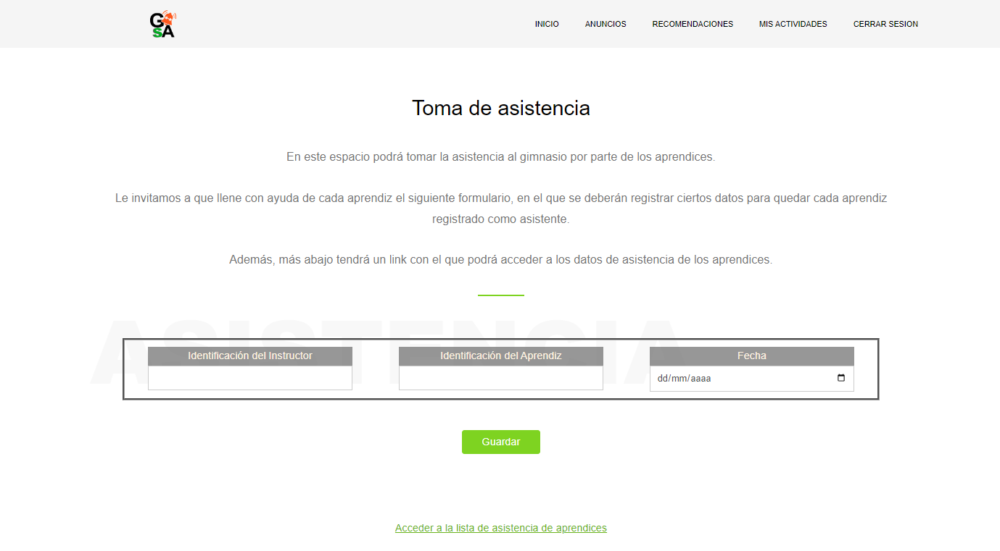 G
SA
INICIO ANUNCIOS RECOMENDACIONES MIS ACTIVIDADES CERRAR SESION
Toma de asistencia
En este espacio podrá tomar la asistencia al gimnasio por parte de los aprendices.
Le invitamos a que llene con ayuda de cada aprendiz el siguiente formulario, en el que se deberán registrar ciertos datos para quedar cada aprendiz
registrado como asistente.
Además, más abajo tendrá un link con el que podrá acceder a los datos de asistencia de los aprendices.
ASISTENCIA
Identificación del Instructor Identificación del Aprendiz Fecha
dd/mm/aaaa
Guardar
Acceder a la lista de asistencia de aprendices